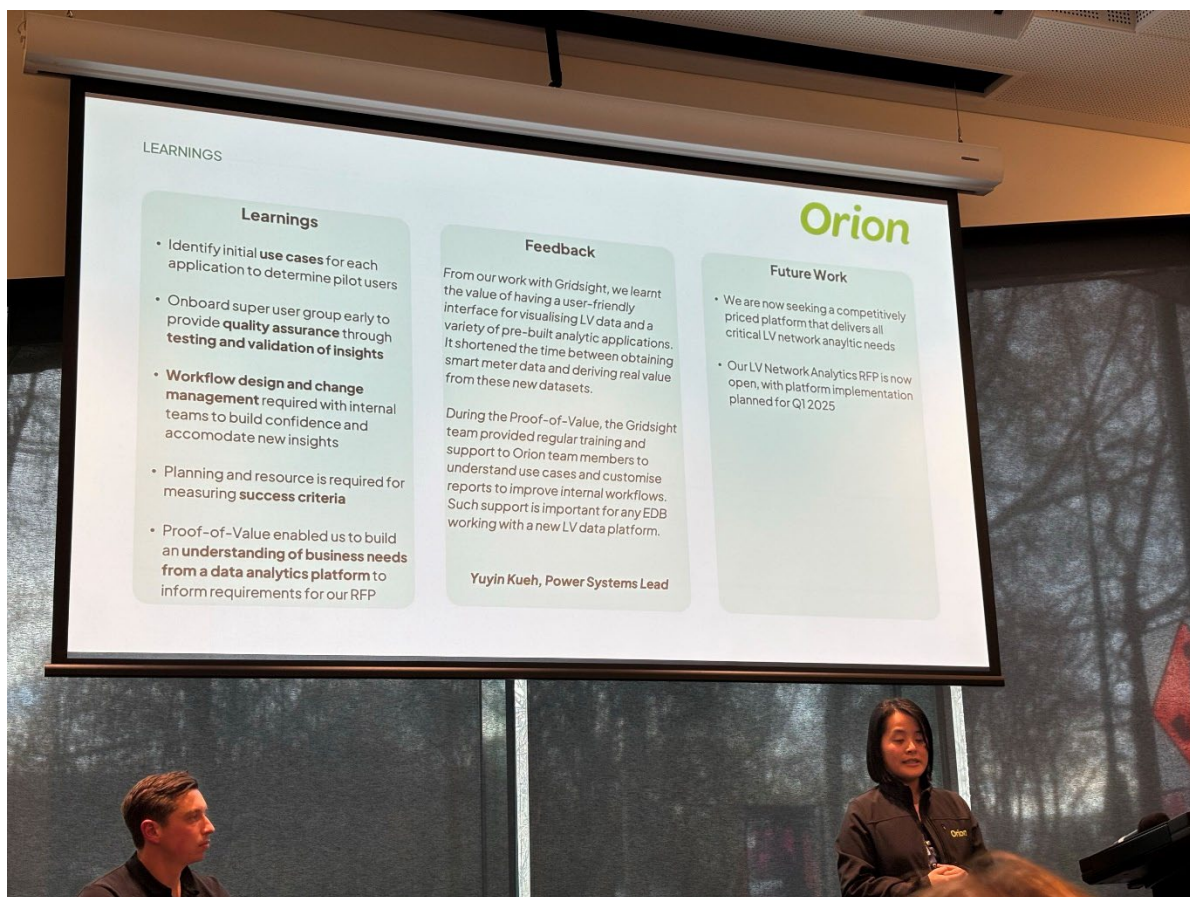 LEARNINGS
Orion
Learnings
• Identify initial use cases for each
application to determine pilot users
• Onboard super user group early to
provide quality assurance through
testing and validation of insights
• Workflow design and change
management required with internal
teams to build confidence and
accomodate new insights
• Planning and resource is required for
measuring success criteria
• Proof-of-Value enabled us to build
an understanding of business needs
from a data analytics platform to
inform requirements for our RFP
Feedback
From our work with Gridsight, we learnt
the value of having a user-friendly
interface for visualising LV data and a
variety of pre-built analytic applications.
It shortened the time between obtaining
smart meter data and deriving real value
from these new datasets.
During the Proof-of-Value, the Gridsight
team provided regular training and
support to Orion team members to
understand use cases and customise
reports to improve internal workflows.
Such support is important for any EDB
working with a new LV data platform.
Yuyin Kueh, Power Systems Lead
Future Work
• We are now seeking a competitively
priced platform that delivers all
critical LV network anayltic needs
• Our LV Network Analytics RFP is now
open, with platform implementation
planned for Q1 2025
Orion